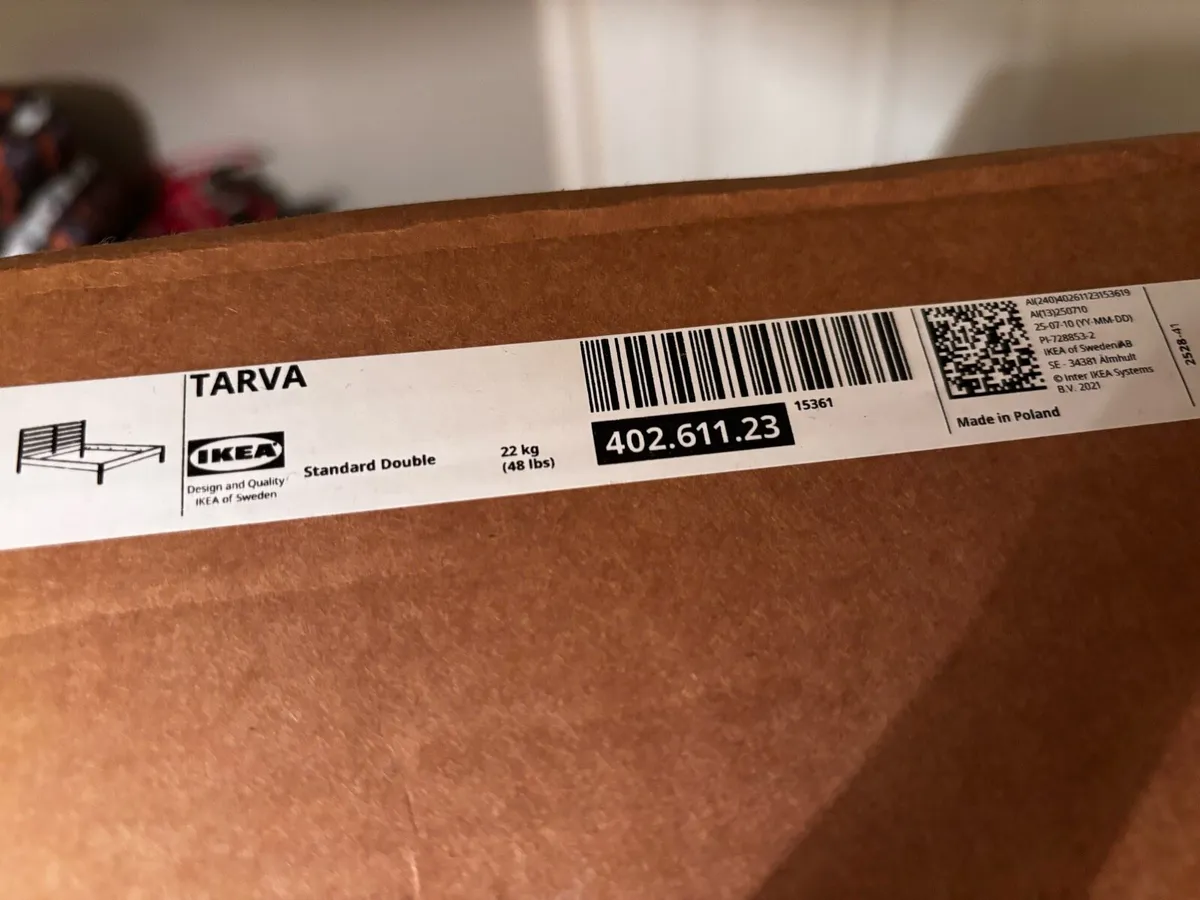 TARVA
IKEA
Design and Quality
IKEA of Sweden
Standard Double
22 kg
(48 lbs)
402.611.23
15361
AI(240)40261123153619
AI(13)250710
25-07-10 (YY-MM-DD)
PI-728853-2
IKEA of Sweden AB
SE - 34381 Älmhult
© Inter IKEA Systems
B.V. 2021
Made in Poland
2528-41